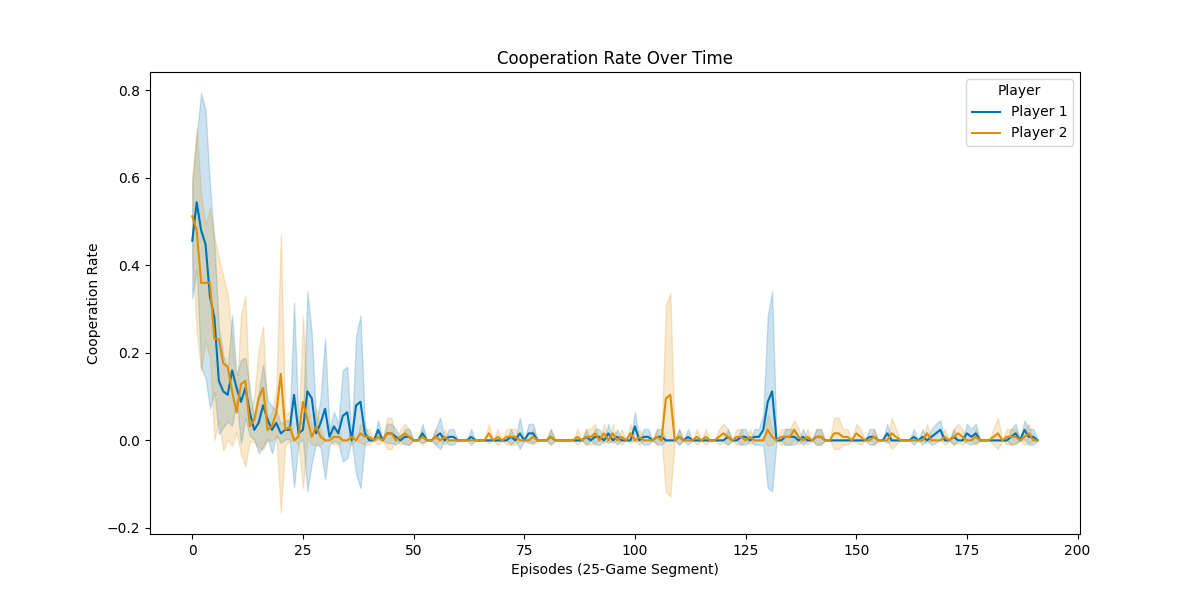 Cooperation Rate Over Time
Player
Player 1
Player 2
Cooperation Rate
0.8
0.6
0.4
0.2
0.0
−0.2
0 25 50 75 100 125 150 175 200
Episodes (25-Game Segment)